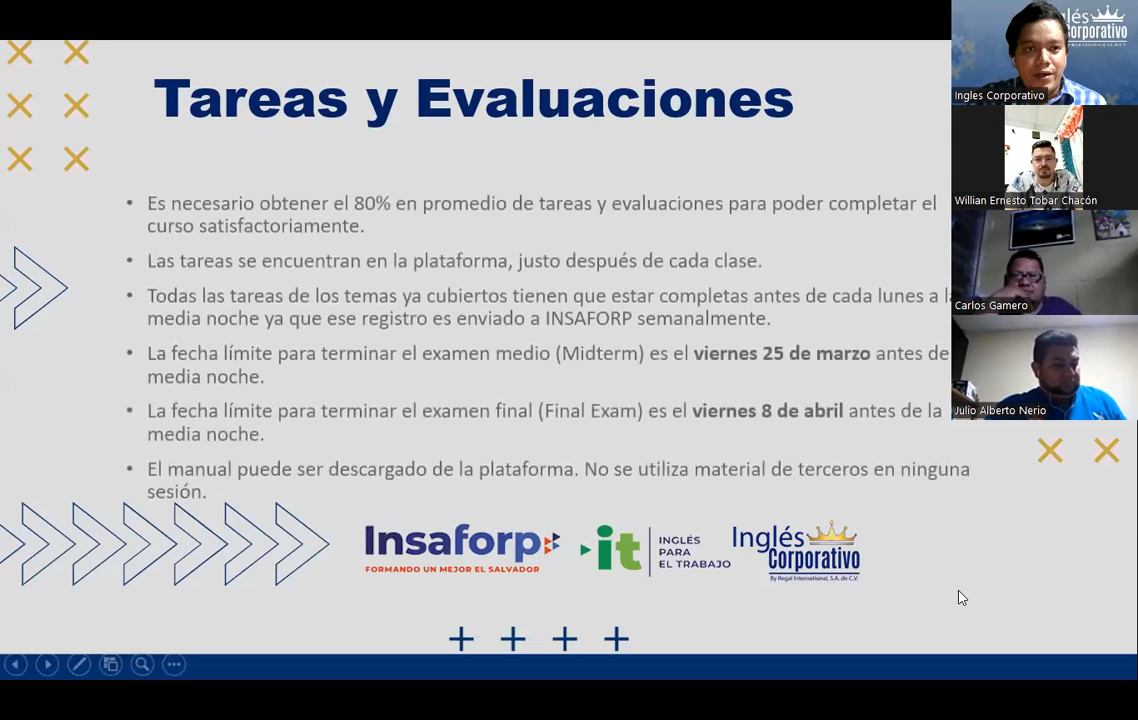 Tareas y Evaluaciones
• Es necesario obtener el 80% en promedio de tareas y evaluaciones para poder completar el
curso satisfactoriamente.
• Las tareas se encuentran en la plataforma, justo después de cada clase.
• Todas las tareas de los temas ya cubiertos tienen que estar completas antes de cada lunes a
media noche ya que ese registro es enviado a INSAFORP semanalmente.
• La fecha límite para terminar el examen medio (Midterm) es el viernes 25 de marzo antes de
media noche.
• La fecha límite para terminar el examen final (Final Exam) es el viernes 8 de abril antes de la
media noche.
• El manual puede ser descargado de la plataforma. No se utiliza material de terceros en ninguna
sesión.
Insaforp
FORMANDO UN MEJOR EL SALVADOR
it
INGLÉS
PARA
EL TRABAJO
Inglés
Corporativo
By Regal International, S.A. de C.V.
lés
Corporativo
Ingles Corporativo
Willian Ernesto Tobar Chacón
Carlos Gamero
Julio Alberto Nerio